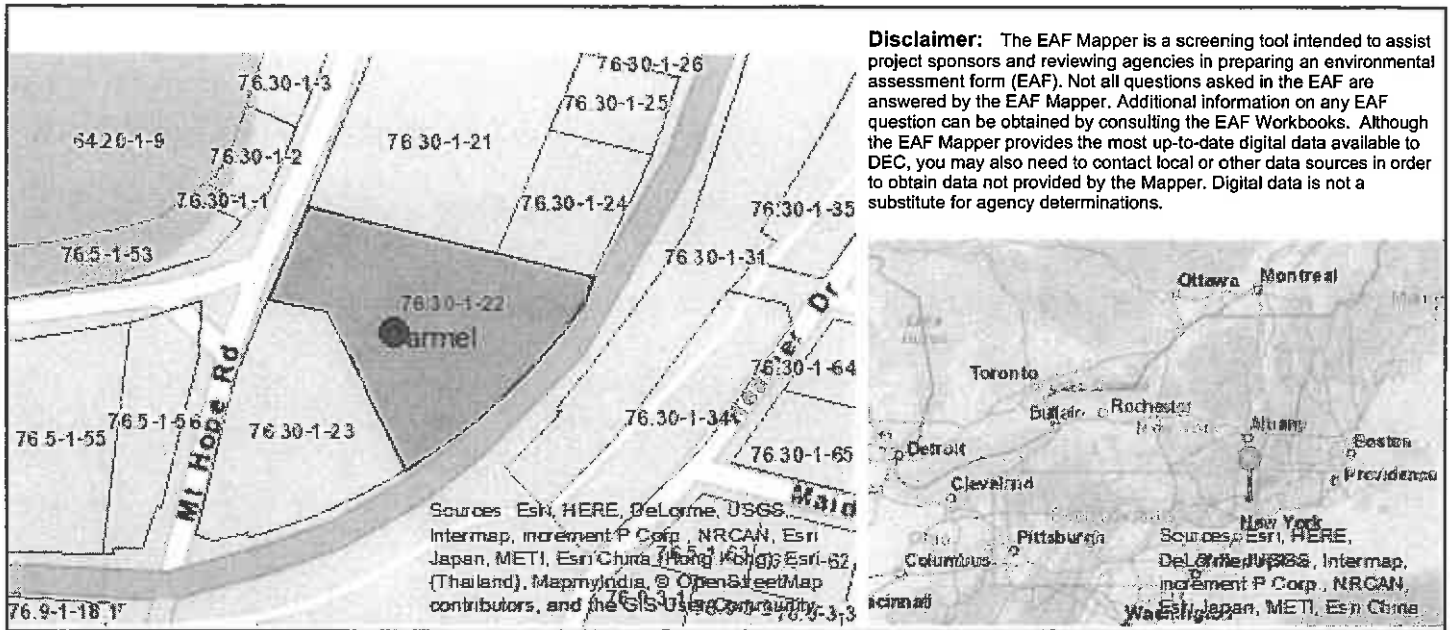 Disclaimer: The EAF Mapper is a screening tool intended to assist
project sponsors and reviewing agencies in preparing an environmental
assessment form (EAF). Not all questions asked in the EAF are
answered by the EAF Mapper. Additional information on any EAF
question can be obtained by consulting the EAF Workbooks. Although
the EAF Mapper provides the most up-to-date digital data available to
DEC, you may also need to contact local or other data sources in order
to obtain data not provided by the Mapper. Digital data is not a
substitute for agency determinations.
76.30-1-3
76.30-1-26
76.30-1-25
64.20-1-9
76.30-1-21
76.30-1-2
76.30-1-1
76.30-1-24
76.30-1-35
76.5-1-53
76.30-1-31
76.30-1-22
armel
Dr
76.30-1-64
76.30-1-34
76.5-1-56
76.5-1-55
76.30-1-23
76.30-1-65
Mt Hope Rd
Sources: Esri, HERE, DeLorme, USGS,
Intermap, increment P Corp., NRCAN, Esri
Japan, METI, Esri China (Hong Kong), Esri
(Thailand), MapmyIndia, © OpenStreetMap
contributors, and the GIS User Community
76.9-1-18.1
Ottawa
Montreal
Toronto
Buffalo
Rochester
Albany
Detroit
Boston
Cleveland
Providence
New York
Pittsburgh
Columbus
Sources: Esri, HERE,
DeLorme, USGS, Intermap,
increment P Corp., NRCAN,
Esri Japan, METI, Esri China
cinnati
Washington